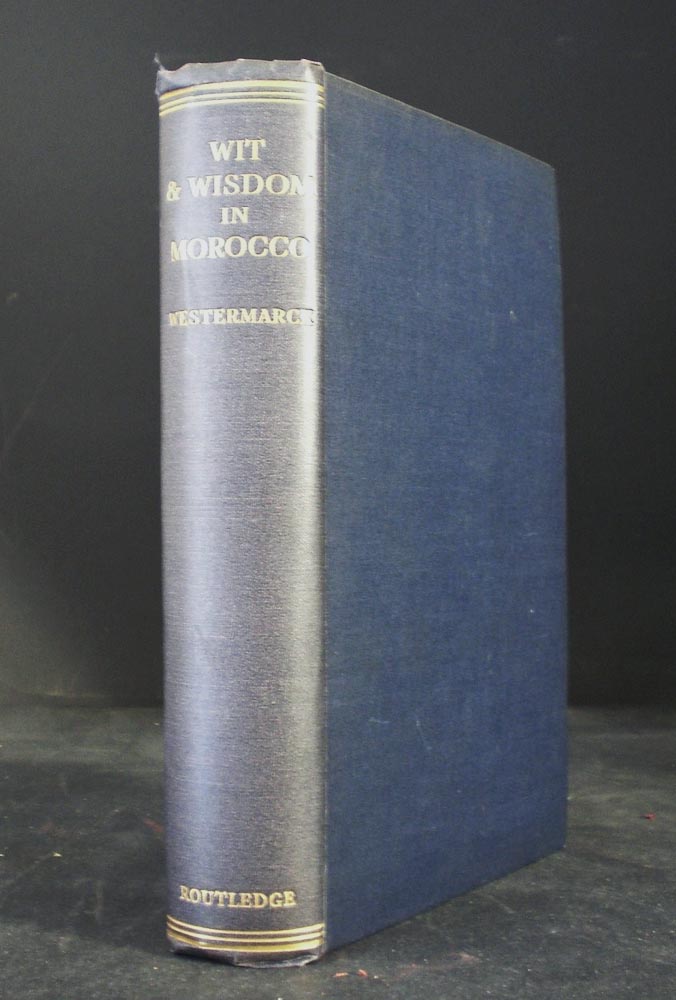 WIT
& WISDOM
IN
MOROCCO
WESTERMARCK
ROUTLEDGE